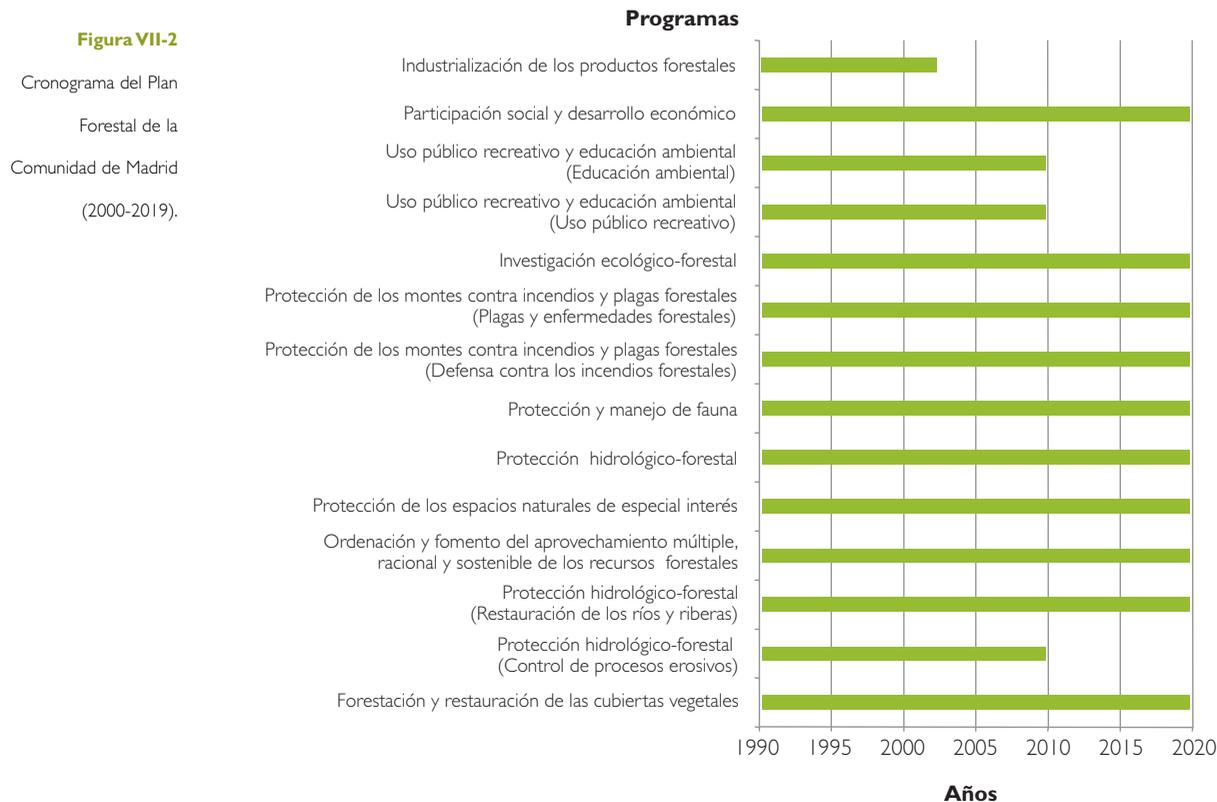 Figura VII-2
Cronograma del Plan
Forestal de la
Comunidad de Madrid
(2000-2019).
Programas
Industrialización de los productos forestales
Participación social y desarrollo económico
Uso público recreativo y educación ambiental
(Educación ambiental)
Uso público recreativo y educación ambiental
(Uso público recreativo)
Investigación ecológico-forestal
Protección de los montes contra incendios y plagas forestales
(Plagas y enfermedades forestales)
Protección de los montes contra incendios y plagas forestales
(Defensa contra los incendios forestales)
Protección y manejo de fauna
Protección hidrológico-forestal
Protección de los espacios naturales de especial interés
Ordenación y fomento del aprovechamiento múltiple,
racional y sostenible de los recursos forestales
Protección hidrológico-forestal
(Restauración de los ríos y riberas)
Protección hidrológico-forestal
(Control de procesos erosivos)
Forestación y restauración de las cubiertas vegetales
1990 1995 2000 2005 2010 2015 2020
Años